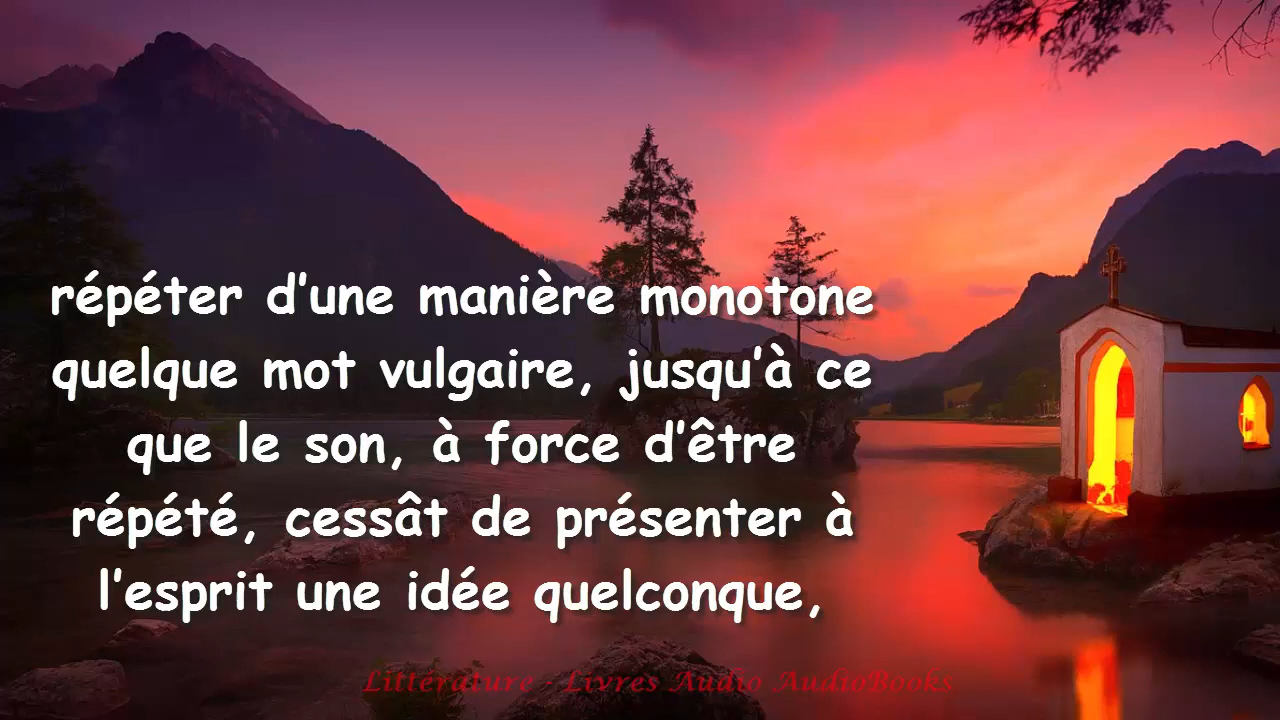 répéter d’une manière monotone
quelque mot vulgaire, jusqu’à ce
que le son, à force d’être
répété, cessât de présenter à
l’esprit une idée quelconque,
Littérature - Livres Audio AudioBooks